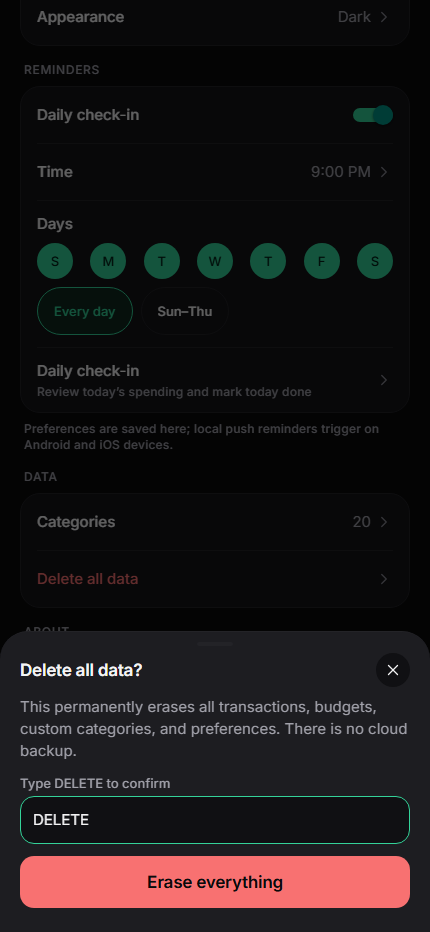 Appearance
Dark
REMINDERS
Daily check-in
Time
9:00 PM
Days
S M T W T F S
Every day
Sun–Thu
Daily check-in
Review today’s spending and mark today done
Preferences are saved here; local push reminders trigger on
Android and iOS devices.
DATA
Categories
20
Delete all data
ABOUT
Delete all data?
This permanently erases all transactions, budgets,
custom categories, and preferences. There is no cloud
backup.
Type DELETE to confirm
DELETE
Erase everything